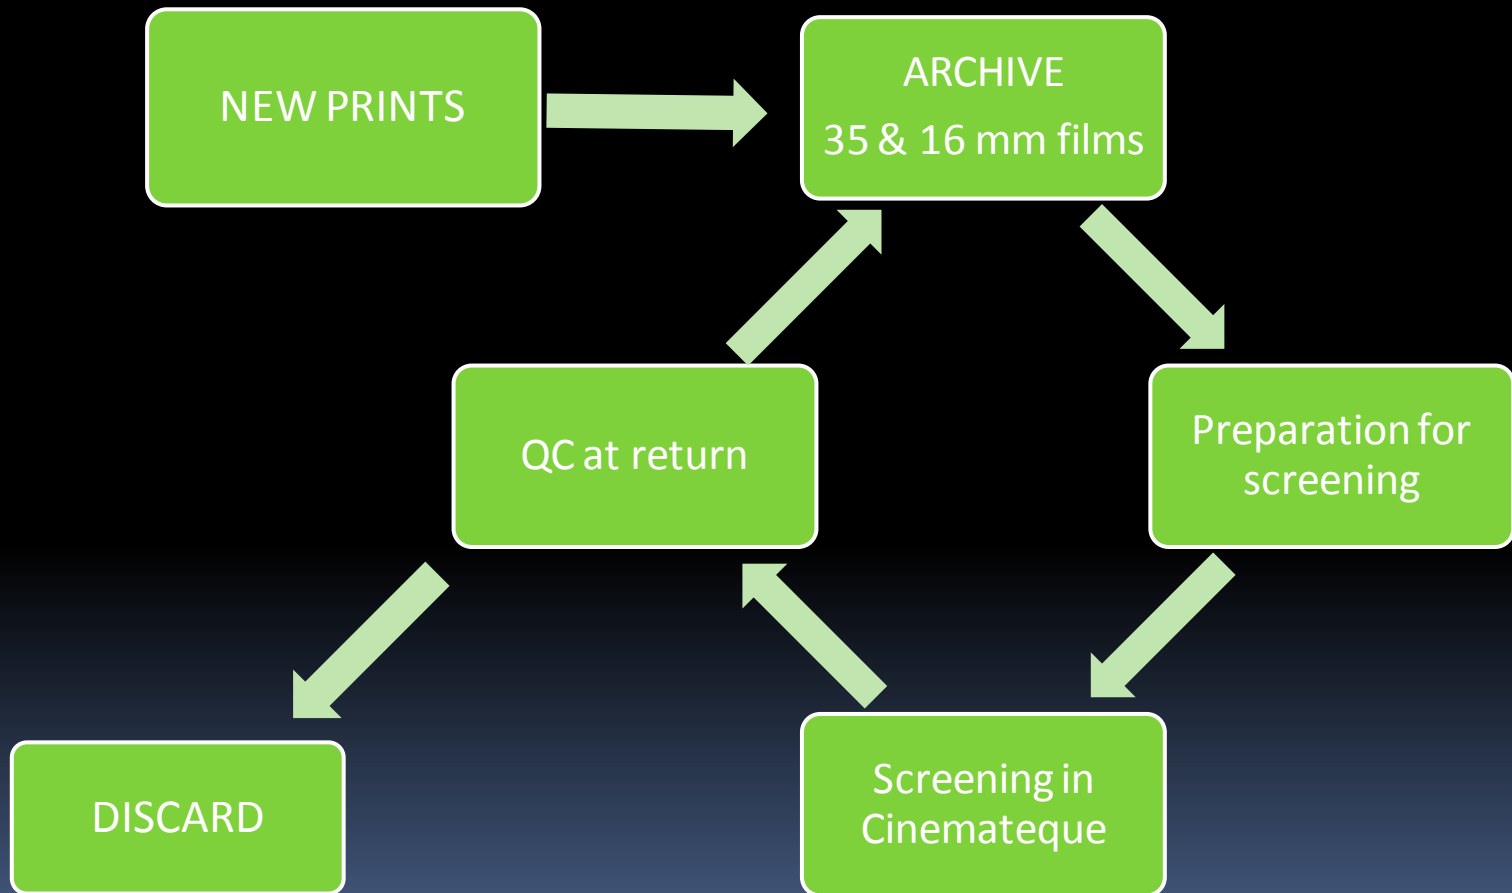 NEW PRINTS
ARCHIVE
35 & 16 mm films
QC at return
Preparation for
screening
DISCARD
Screening in
Cinemateque